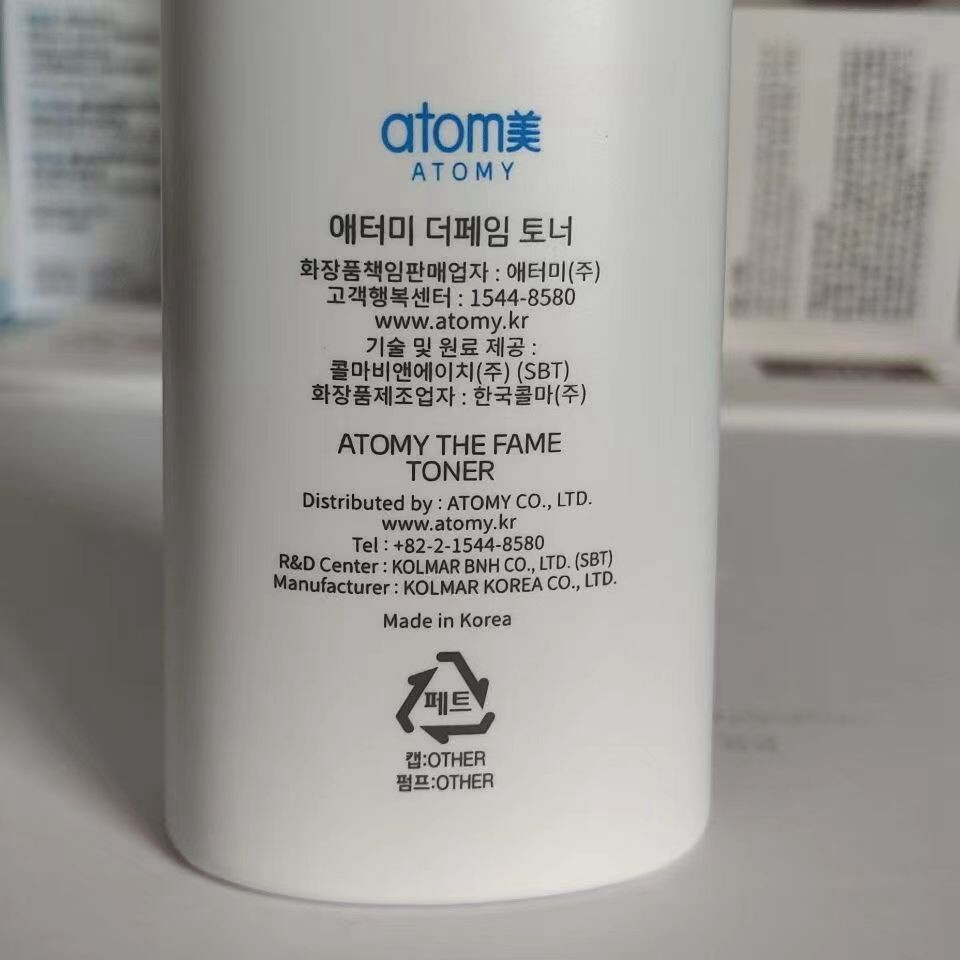 atom美
ATOMY
애터미 더페임 토너
화장품책임판매업자 : 애터미(주)
고객행복센터 : 1544-8580
www.atomy.kr
기술 및 원료 제공 :
콜마비앤에이치(주) (SBT)
화장품제조업자 : 한국콜마(주)
ATOMY THE FAME
TONER
Distributed by : ATOMY CO., LTD.
www.atomy.kr
Tel : +82-2-1544-8580
R&D Center : KOLMAR BNH CO., LTD. (SBT)
Manufacturer : KOLMAR KOREA CO., LTD.
Made in Korea
페트
캡:OTHER
펌프:OTHER